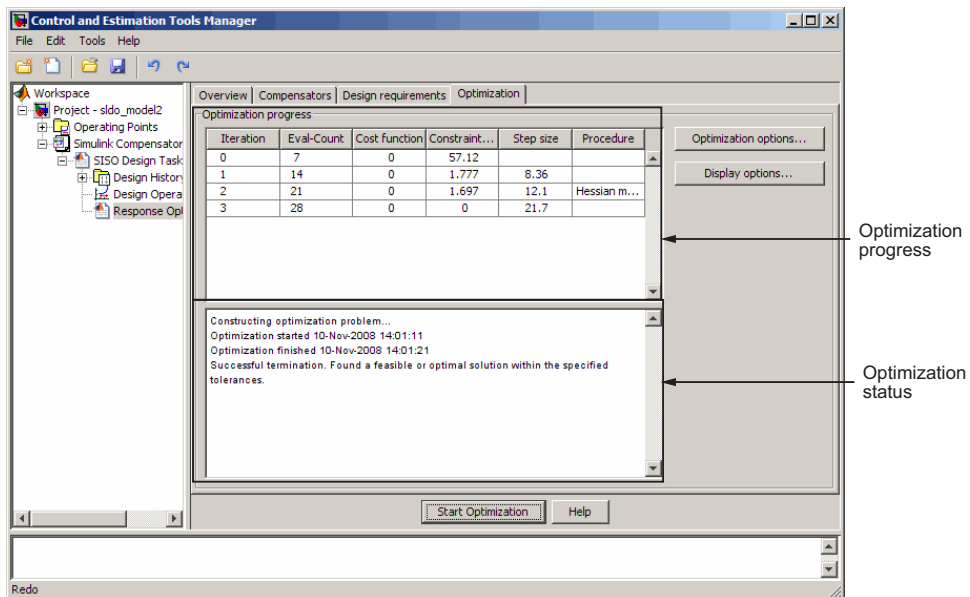 Control and Estimation Tools Manager
File Edit Tools Help
Workspace
Project - sldo_model2
Operating Points
Simulink Compensator
SISO Design Task
Design History
Design Opera
Response Opt
Overview Compensators Design requirements Optimization
Optimization progress
Iteration Eval-Count Cost function Constraint... Step size Procedure
0 7 0 57.12
1 14 0 1.777 8.36
2 21 0 1.697 12.1 Hessian m...
3 28 0 0 21.7
Optimization options...
Display options...
Optimization
progress
Constructing optimization problem...
Optimization started 10-Nov-2008 14:01:11
Optimization finished 10-Nov-2008 14:01:21
Successful termination. Found a feasible or optimal solution within the specified
tolerances.
Optimization
status
Start Optimization Help
Redo